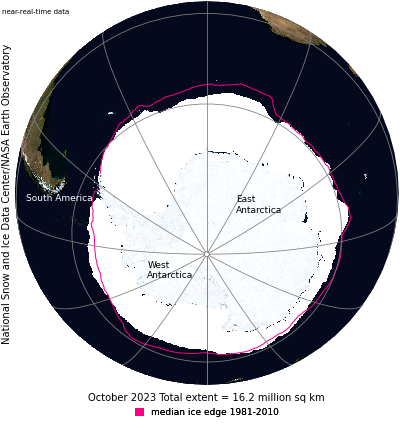 near-real-time data
National Snow and Ice Data Center/NASA Earth Observatory
South America
East
Antarctica
West
Antarctica
October 2023 Total extent = 16.2 million sq km
median ice edge 1981-2010